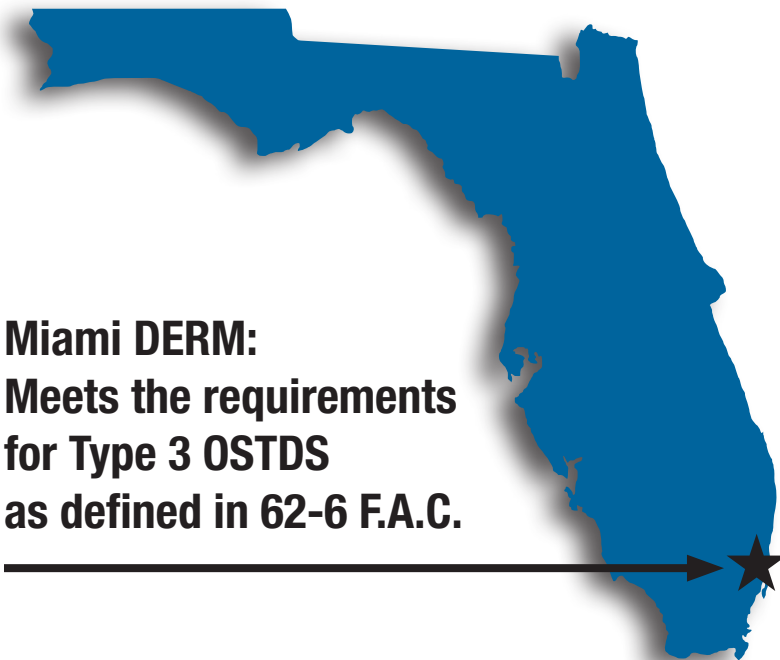 Miami DERM:
Meets the requirements
for Type 3 OSTDS
as defined in 62-6 F.A.C.